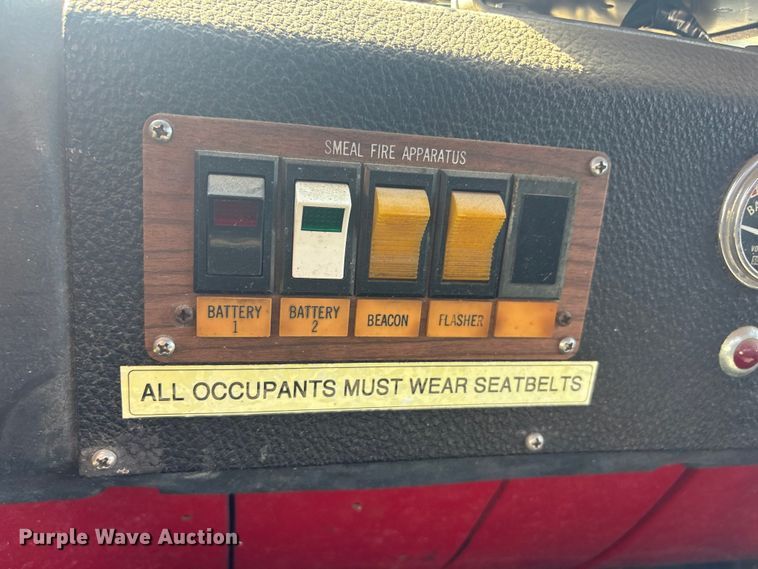 SMEAL FIRE APPARATUS
BATTERY
1
BATTERY
2
BEACON
FLASHER
ALL OCCUPANTS MUST WEAR SEATBELTS
Purple Wave Auction.